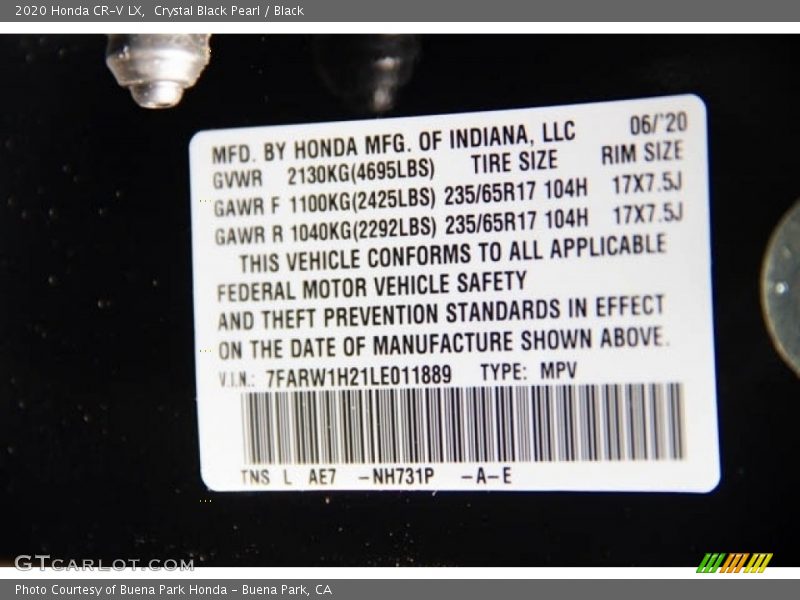 2020 Honda CR-V LX, Crystal Black Pearl / Black
MFD. BY HONDA MFG. OF INDIANA, LLC 06/'20
GVWR 2130KG(4695LBS) TIRE SIZE RIM SIZE
GAWR F 1100KG(2425LBS) 235/65R17 104H 17X7.5J
GAWR R 1040KG(2292LBS) 235/65R17 104H 17X7.5J
THIS VEHICLE CONFORMS TO ALL APPLICABLE
FEDERAL MOTOR VEHICLE SAFETY
AND THEFT PREVENTION STANDARDS IN EFFECT
ON THE DATE OF MANUFACTURE SHOWN ABOVE.
V.I.N.: 7FARW1H21LE011889 TYPE: MPV
TNS L AE7 -NH731P -A-E
GTCARLOT.COM
Photo Courtesy of Buena Park Honda - Buena Park, CA